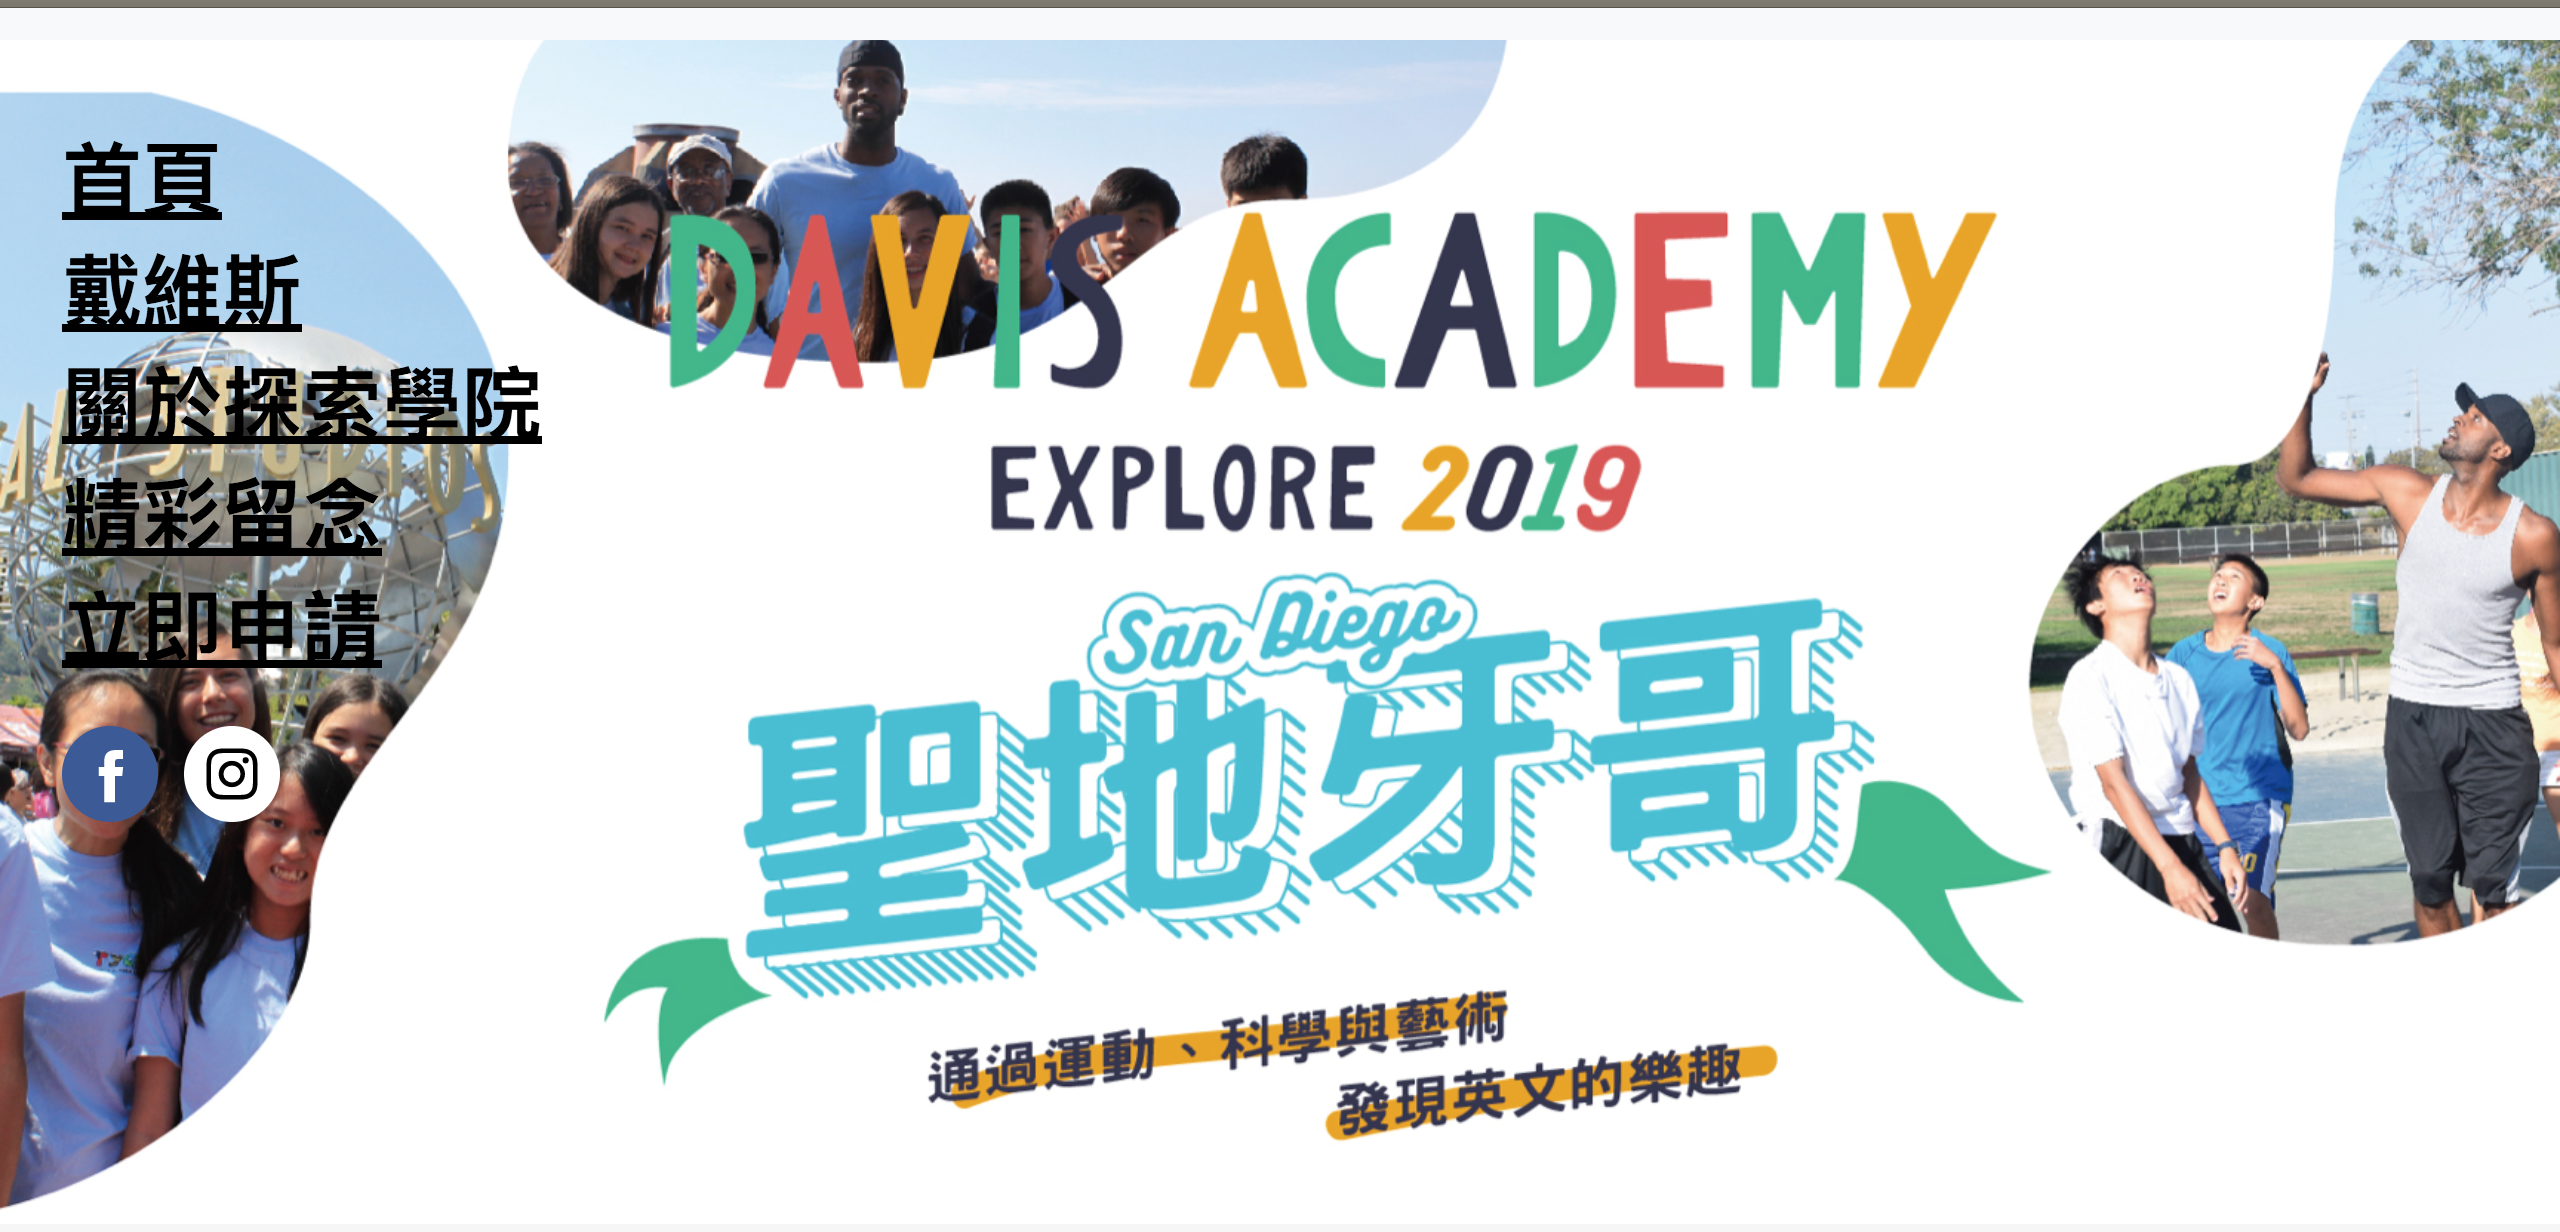 首頁
戴維斯
關於探索學院
精彩留念
立即申請
DAVIS ACADEMY
EXPLORE 2019
San Diego
聖地牙哥
通過運動、科學與藝術
發現英文的樂趣
STUDIOS